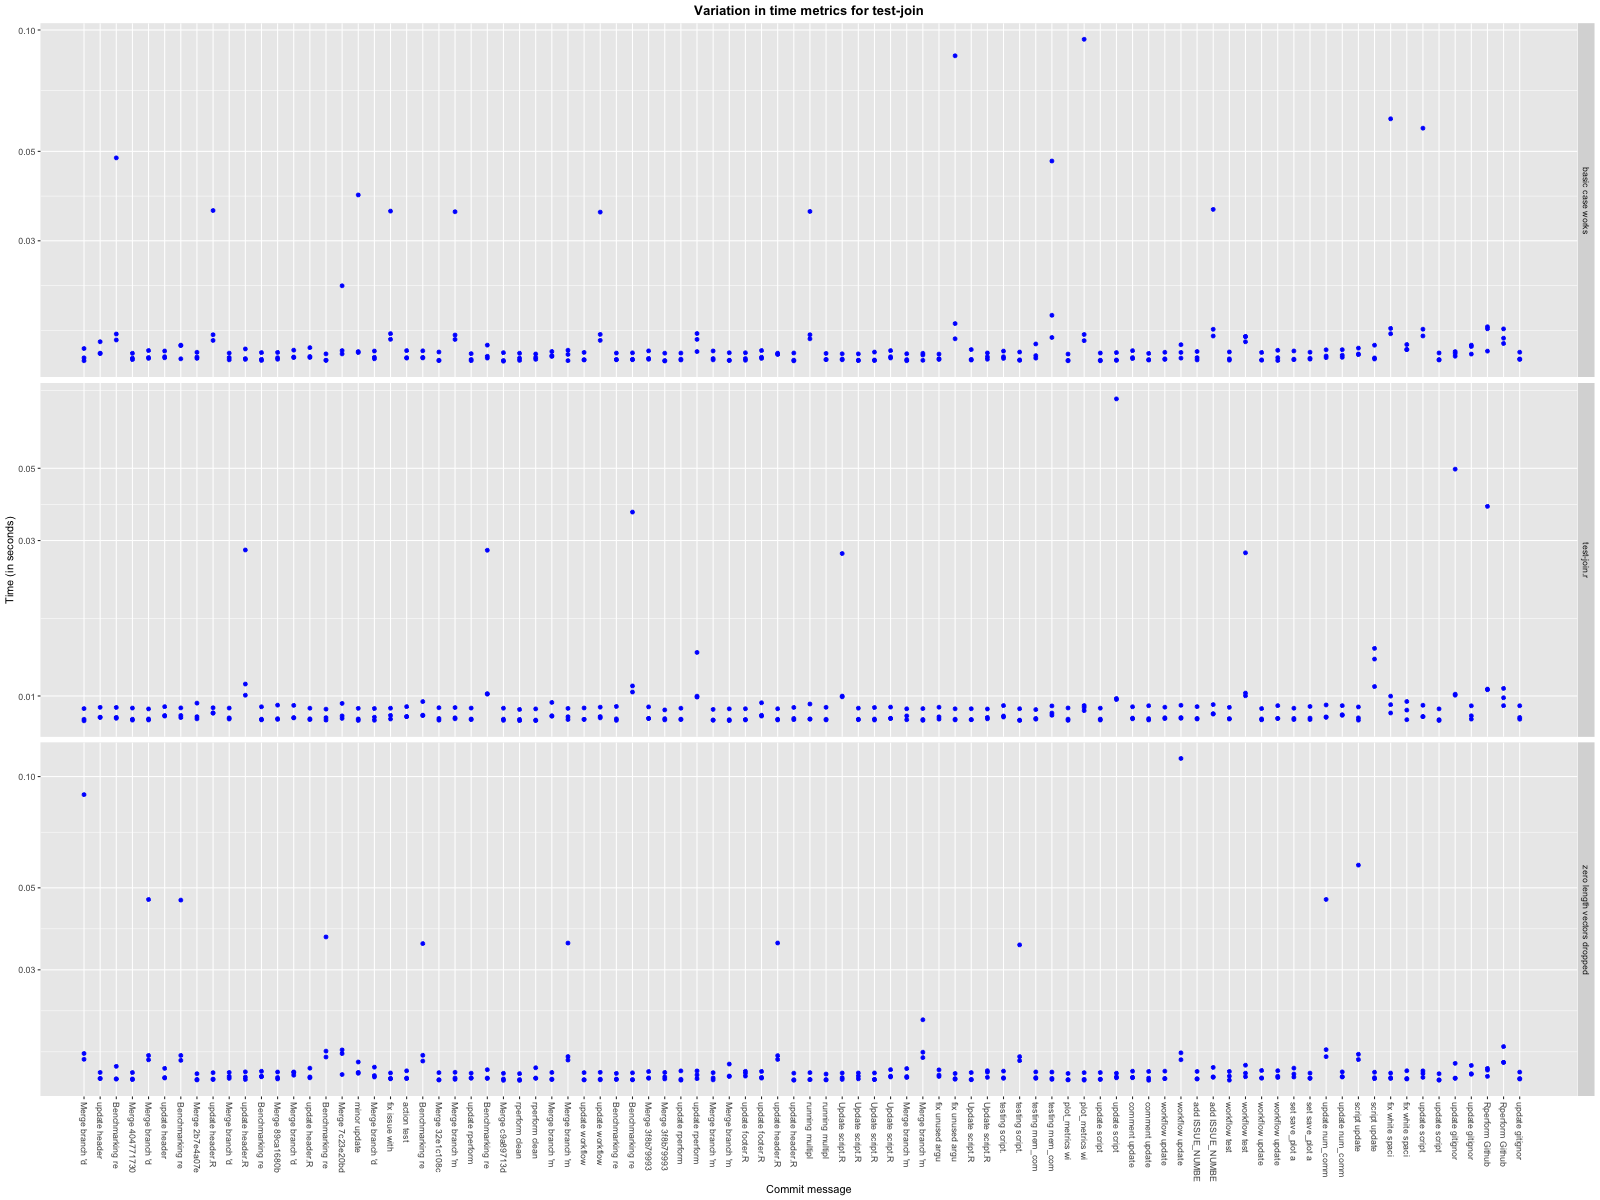 Variation in time metrics for test-join
Time (in seconds)
0.10
0.05
0.03
basic case works
0.05
0.03
0.01
test-join.r
0.10
0.05
0.03
zero length vectors dropped
Merge branch 'd
update header
Benchmarking re
Merge 404771730
Merge branch 'd
update header
Benchmarking re
Merge 2b7e4a07e
update header.R
Merge branch 'd
update header.R
Benchmarking re
Merge 89ca1680b
Merge branch 'd
update header.R
Benchmarking re
Merge 7c23e20bd
minor update
Merge branch 'd
fix issue with
action test
Benchmarking re
Merge 32e1c108c
Merge branch 'm
update rperform
Benchmarking re
Merge c9a89713d
rperform clean
rperform clean
Merge branch 'm
Merge branch 'm
update workflow
update workflow
Benchmarking re
Benchmarking re
Merge 3f8b79993
Merge 3f8b79993
update rperform
update rperform
Merge branch 'm
Merge branch 'm
update footer.R
update footer.R
update header.R
update header.R
running multipl
running multipl
Update script.R
Update script.R
Update script.R
Update script.R
Merge branch 'm
Merge branch 'm
fix unused argu
fix unused argu
Update script.R
Update script.R
testing script.
testing script.
testing mem_com
testing mem_com
plot_metrics wi
plot_metrics wi
update script
update script
comment update
comment update
workflow update
workflow update
add ISSUE_NUMBE
add ISSUE_NUMBE
workflow test
workflow test
workflow update
workflow update
set save_plot a
set save_plot a
update num_comm
update num_comm
script update
script update
fix white spaci
fix white spaci
update script
update script
update gitignor
update gitignor
Rperform Github
Rperform Github
update gitignor
Commit message